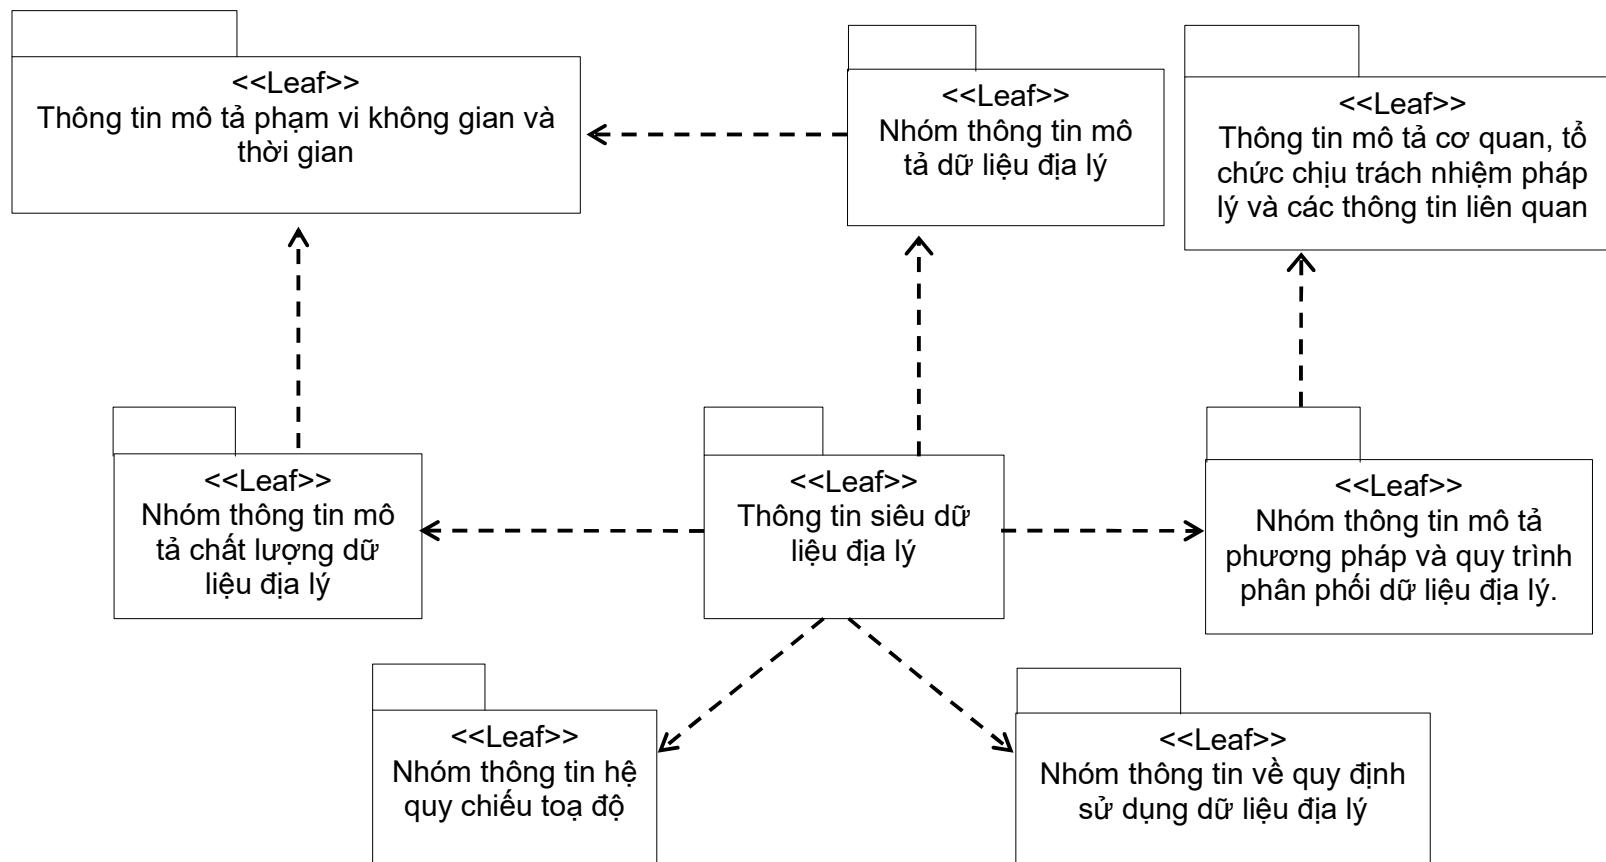 <<Leaf>>
Thông tin mô tả phạm vi không gian và
thời gian
<<Leaf>>
Nhóm thông tin mô
tả dữ liệu địa lý
<<Leaf>>
Thông tin mô tả cơ quan, tổ
chức chịu trách nhiệm pháp
lý và các thông tin liên quan
<<Leaf>>
Nhóm thông tin mô
tả chất lượng dữ
liệu địa lý
<<Leaf>>
Thông tin siêu dữ
liệu địa lý
<<Leaf>>
Nhóm thông tin mô tả
phương pháp và quy trình
phân phối dữ liệu địa lý.
<<Leaf>>
Nhóm thông tin hệ
quy chiếu toạ độ
<<Leaf>>
Nhóm thông tin về quy định
sử dụng dữ liệu địa lý